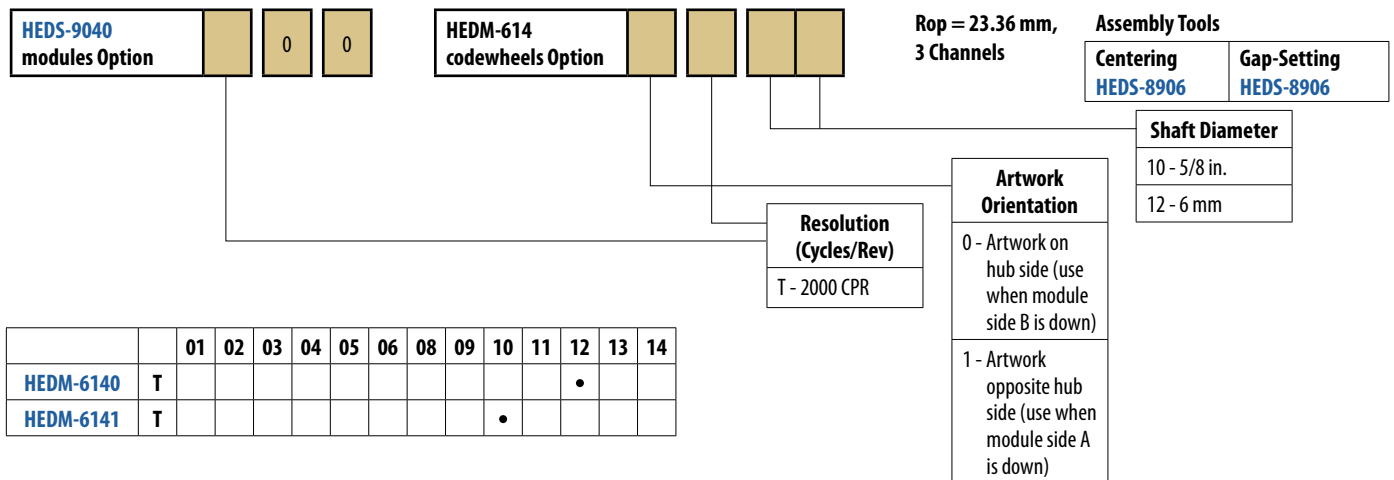 HEDS-9040
modules Option
0
0
HEDM-614
codewheels Option
Rop = 23.36 mm,
3 Channels
Assembly Tools
Centering
HEDS-8906
Gap-Setting
HEDS-8906
Shaft Diameter
10 - 5/8 in.
12 - 6 mm
Artwork
Orientation
0 - Artwork on
hub side (use
when module
side B is down)
1 - Artwork
opposite hub
side (use when
module side A
is down)
Resolution
(Cycles/Rev)
T - 2000 CPR
01 02 03 04 05 06 08 09 10 11 12 13 14
HEDM-6140 T •
HEDM-6141 T •